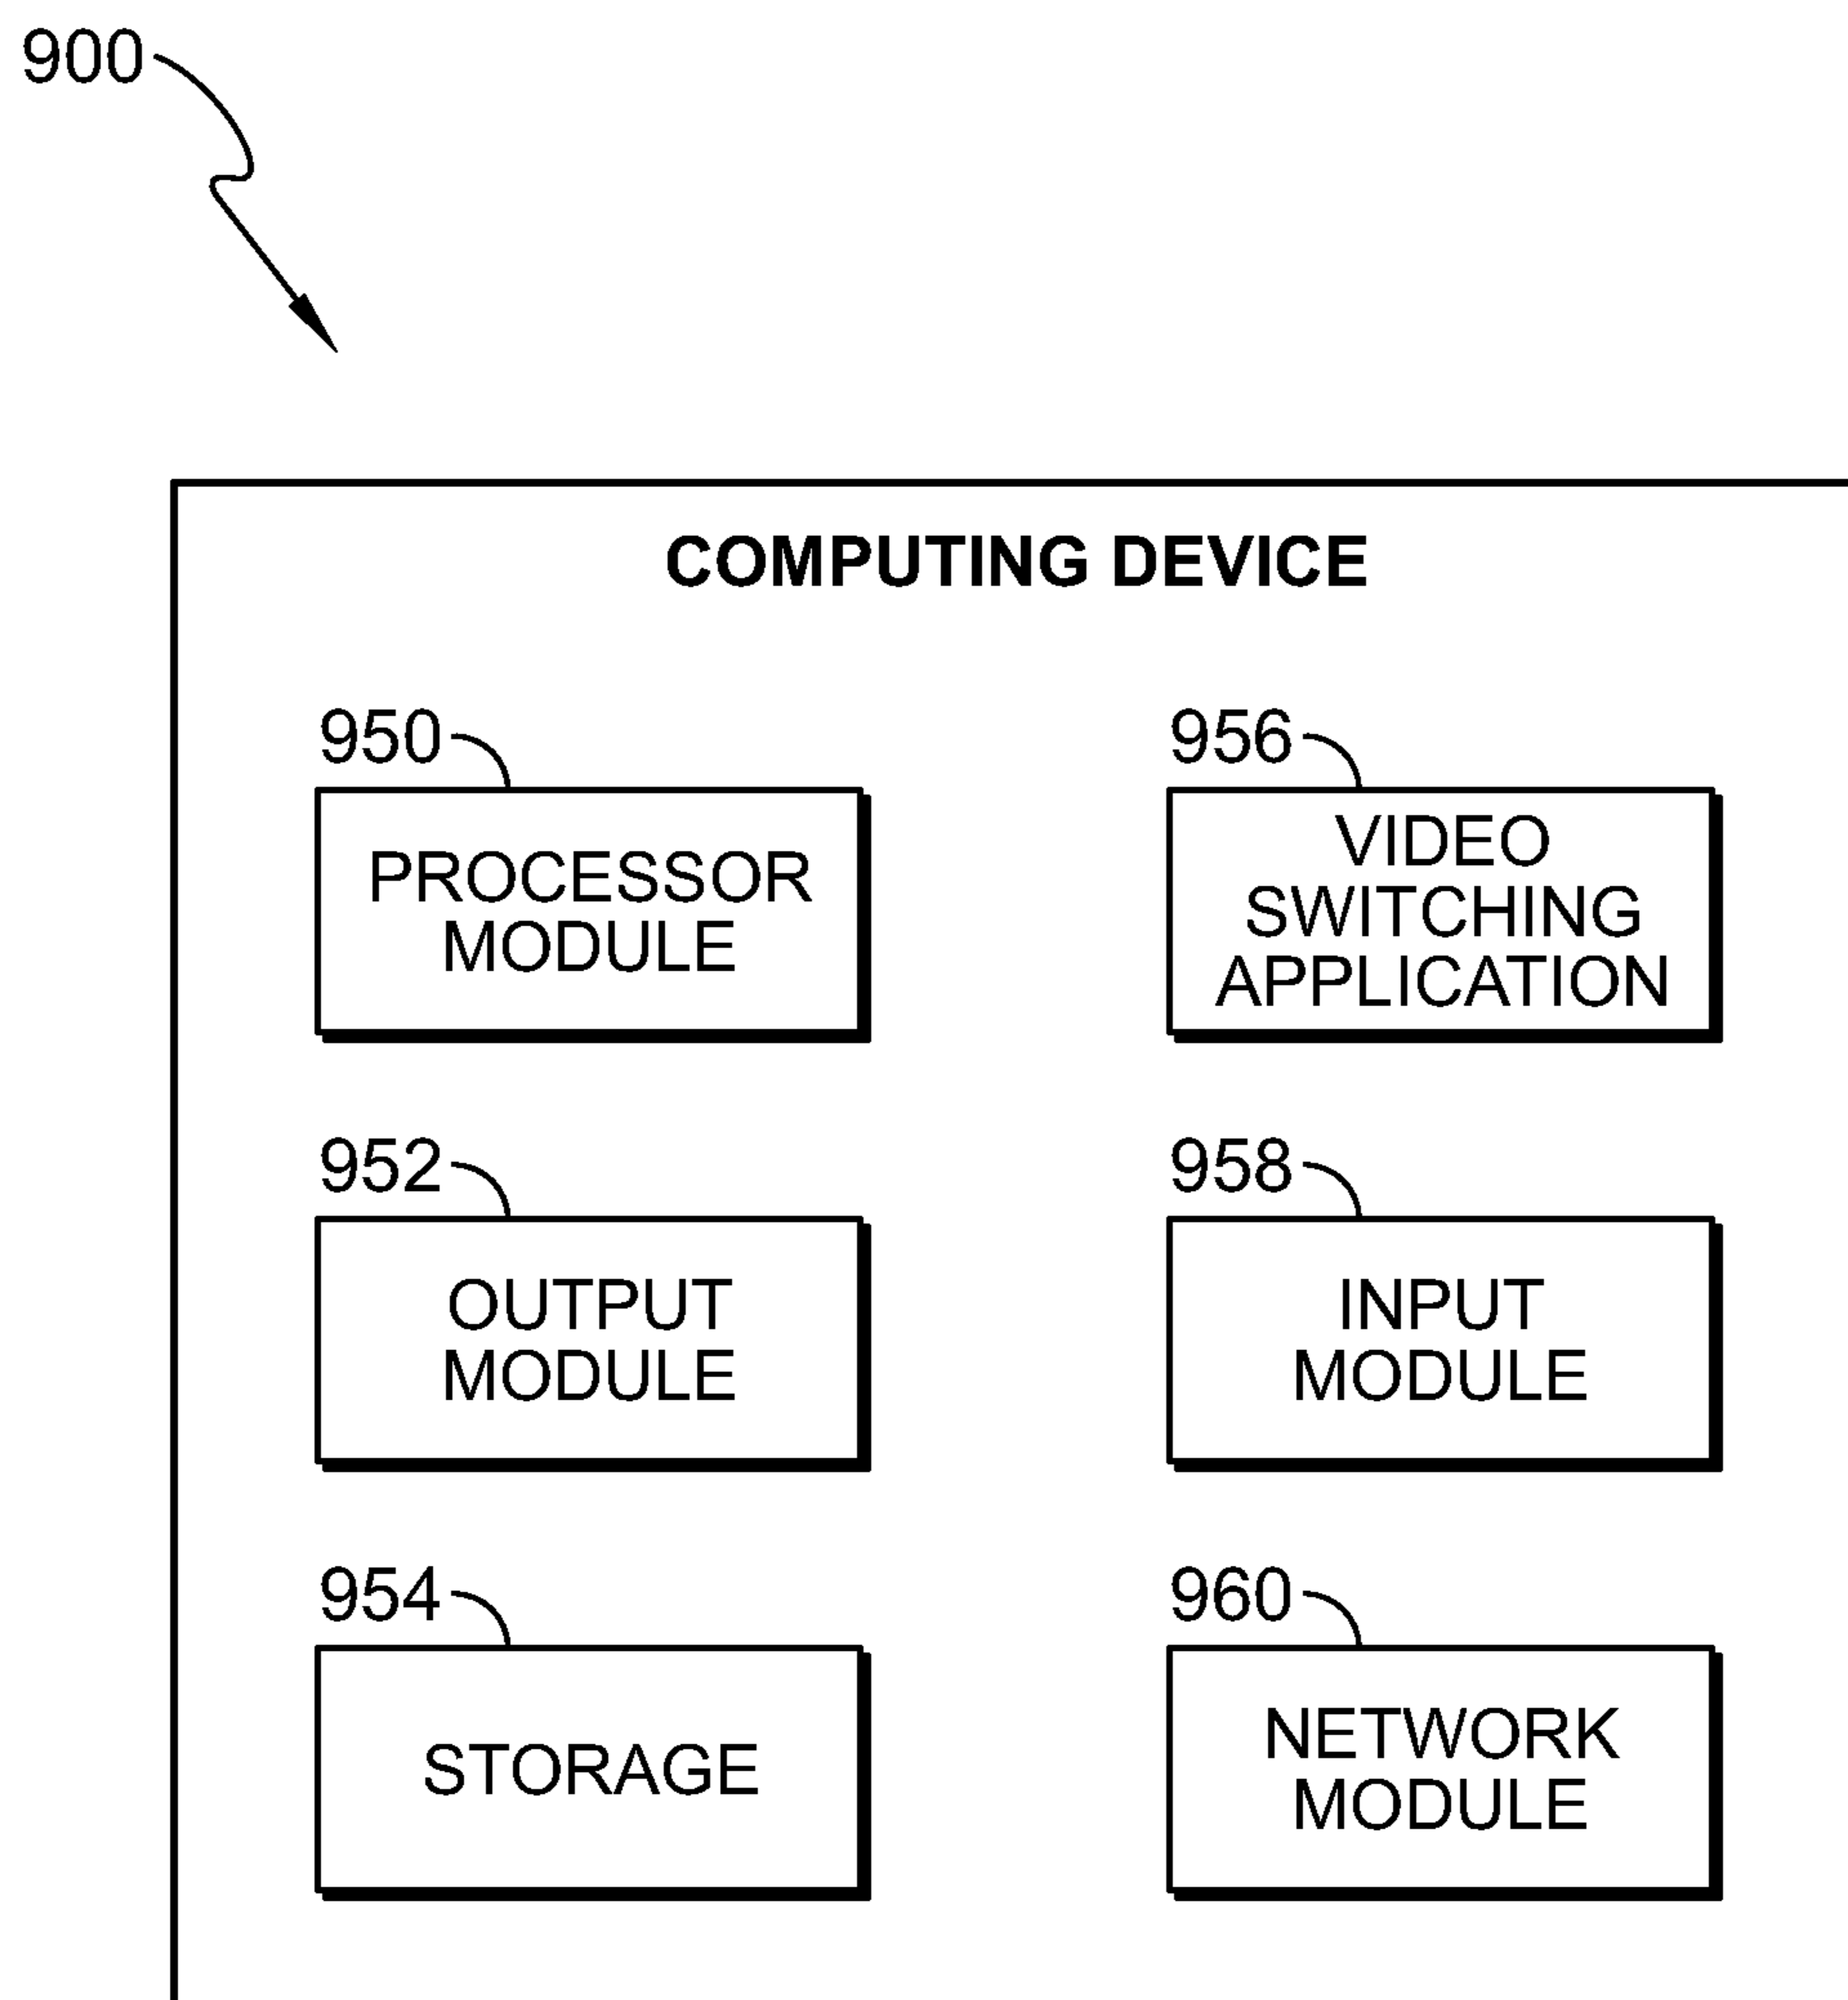 900
COMPUTING DEVICE
950
PROCESSOR
MODULE
956
VIDEO
SWITCHING
APPLICATION
952
OUTPUT
MODULE
958
INPUT
MODULE
954
STORAGE
960
NETWORK
MODULE